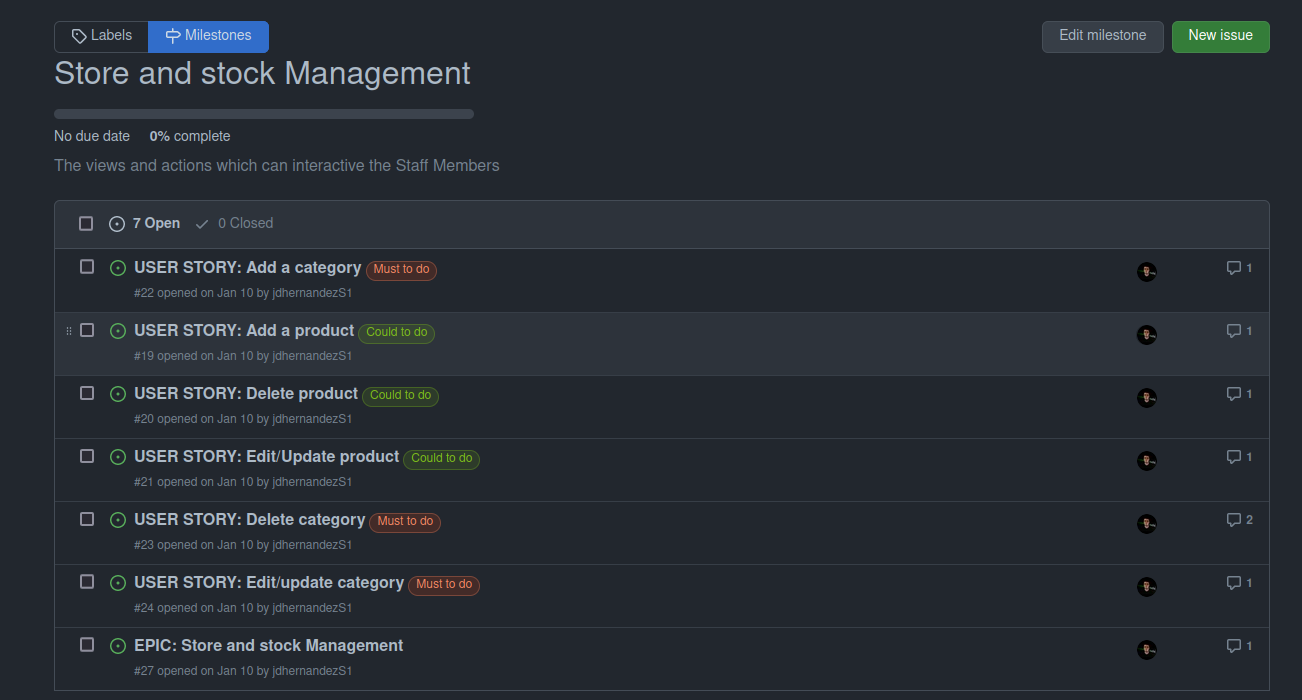 Labels Milestones Edit milestone New issue
Store and stock Management
No due date 0% complete
The views and actions which can interactive the Staff Members
7 Open 0 Closed
USER STORY: Add a category Must to do 1
#22 opened on Jan 10 by jdhernandezS1
USER STORY: Add a product Could to do 1
#19 opened on Jan 10 by jdhernandezS1
USER STORY: Delete product Could to do 1
#20 opened on Jan 10 by jdhernandezS1
USER STORY: Edit/Update product Could to do 1
#21 opened on Jan 10 by jdhernandezS1
USER STORY: Delete category Must to do 2
#23 opened on Jan 10 by jdhernandezS1
USER STORY: Edit/update category Must to do 1
#24 opened on Jan 10 by jdhernandezS1
EPIC: Store and stock Management 1
#27 opened on Jan 10 by jdhernandezS1